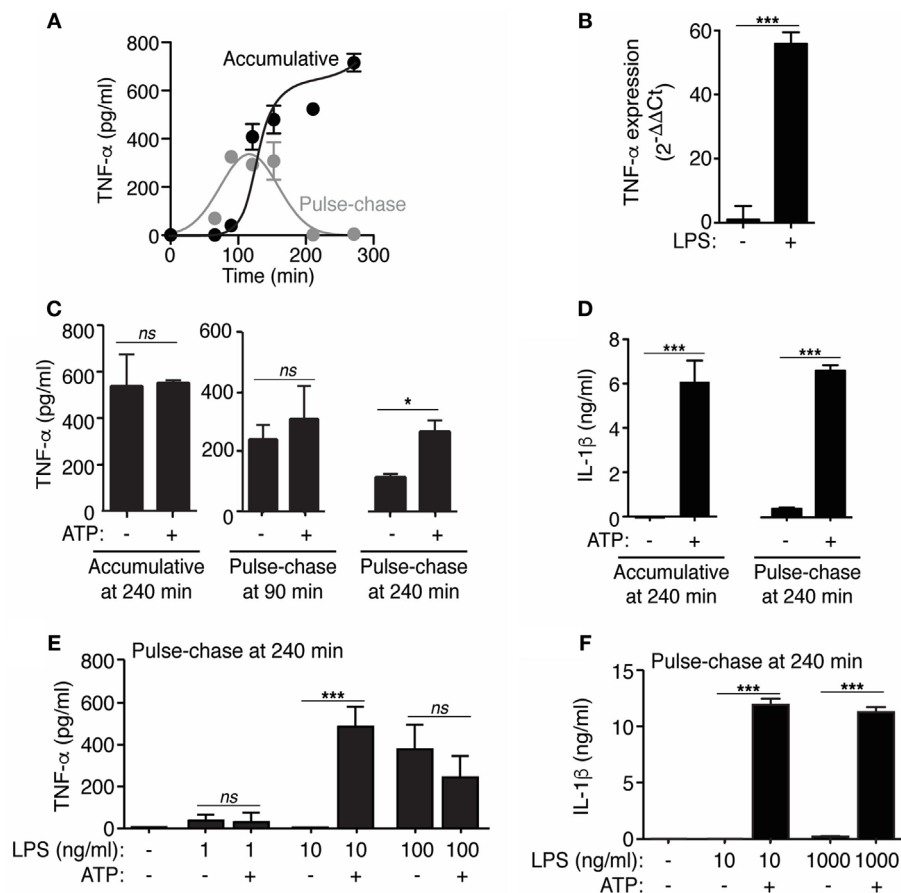 A
TNF-α (pg/ml)
800
600
400
200
0
0
100
200
300
Time (min)
Accumulative
Pulse-chase
B
TNF-α expression
(2^-ΔΔCt)
60
40
20
0
***
LPS: - +
C
TNF-α (pg/ml)
800
600
400
200
0
ns
600
400
200
0
ns
*
ATP: - + - + - +
Accumulative Pulse-chase Pulse-chase
at 240 min at 90 min at 240 min
D
IL-1β (ng/ml)
8
6
4
2
0
*** ***
ATP: - + - +
Accumulative Pulse-chase
at 240 min at 240 min
E
Pulse-chase at 240 min
TNF-α (pg/ml)
800
600
400
200
0
ns *** ns
LPS (ng/ml): - 1 1 10 10 100 100
ATP: - - + - + - +
F
Pulse-chase at 240 min
IL-1β (ng/ml)
15
10
5
0
*** ***
LPS (ng/ml): - 10 10 1000 1000
ATP: - - + - +